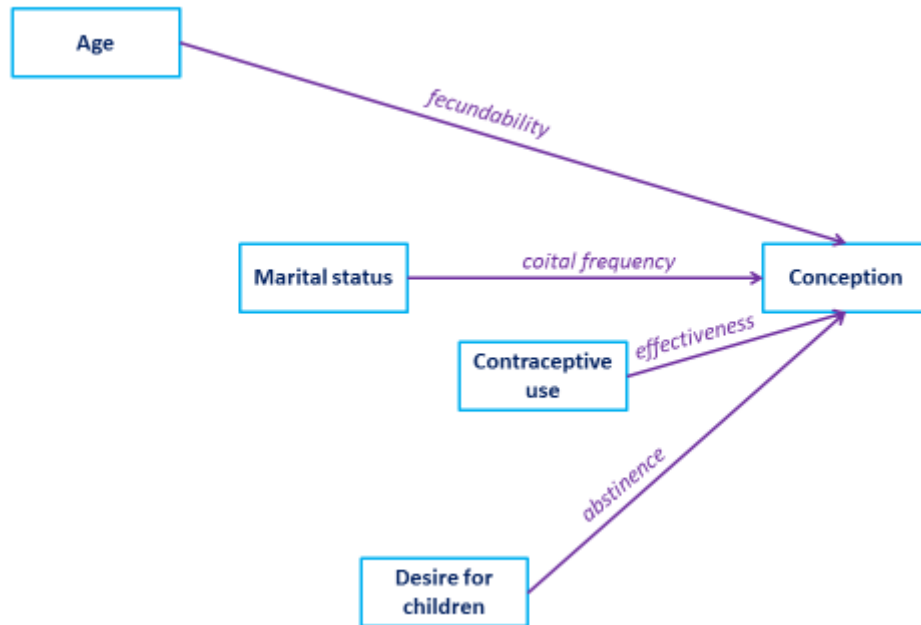 Age
fecundability
coital frequency
Marital status
Conception
effectiveness
Contraceptive
use
abstinence
Desire for
children